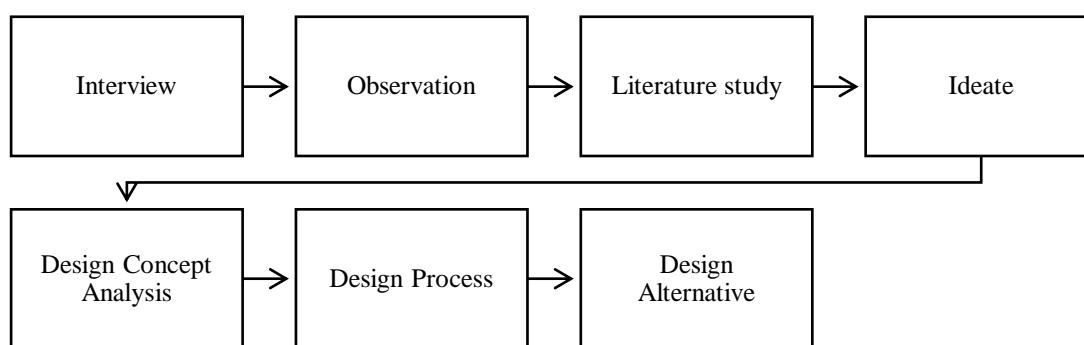 Interview
Observation
Literature study
Ideate
Design Concept
Analysis
Design Process
Design
Alternative